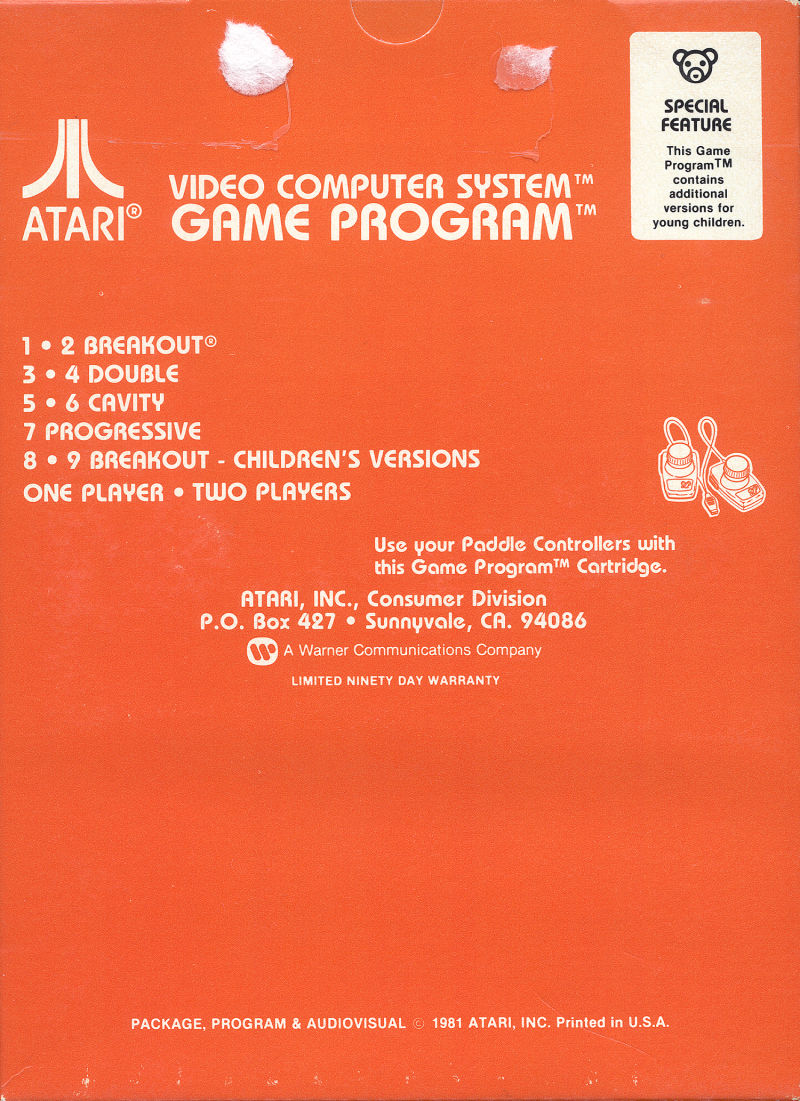 SPECIAL
FEATURE
This Game
Program™
contains
additional
versions for
young children.
ATARI®
VIDEO COMPUTER SYSTEM™
GAME PROGRAM™
1 • 2 BREAKOUT®
3 • 4 DOUBLE
5 • 6 CAVITY
7 PROGRESSIVE
8 • 9 BREAKOUT - CHILDREN'S VERSIONS
ONE PLAYER • TWO PLAYERS
Use your Paddle Controllers with
this Game Program™ Cartridge.
ATARI, INC., Consumer Division
P.O. Box 427 • Sunnyvale, CA. 94086
A Warner Communications Company
LIMITED NINETY DAY WARRANTY
PACKAGE, PROGRAM & AUDIOVISUAL © 1981 ATARI, INC. Printed in U.S.A.